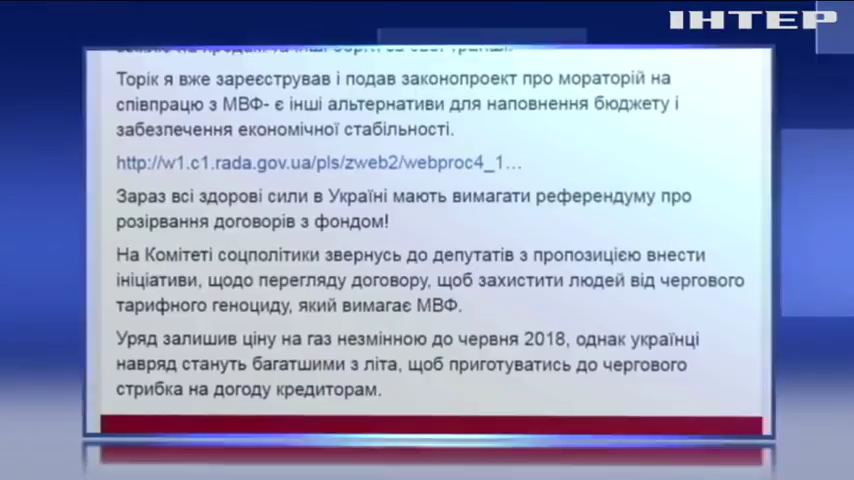 ІНТЕР
Торік я вже зареєстрував і подав законопроект про мораторій на
співпрацю з МВФ- є інші альтернативи для наповнення бюджету і
забезпечення економічної стабільності.
http://w1.c1.rada.gov.ua/pls/zweb2/webproc4_1...
Зараз всі здорові сили в Україні мають вимагати референдуму про
розірвання договорів з фондом!
На Комітеті соцполітики звернусь до депутатів з пропозицією внести
ініціативи, щодо перегляду договору, щоб захистити людей від чергового
тарифного геноциду, який вимагає МВФ.
Уряд залишив ціну на газ незмінною до червня 2018, однак українці
навряд стануть багатшими з літа, щоб приготуватись до чергового
стрибка на догоду кредиторам.